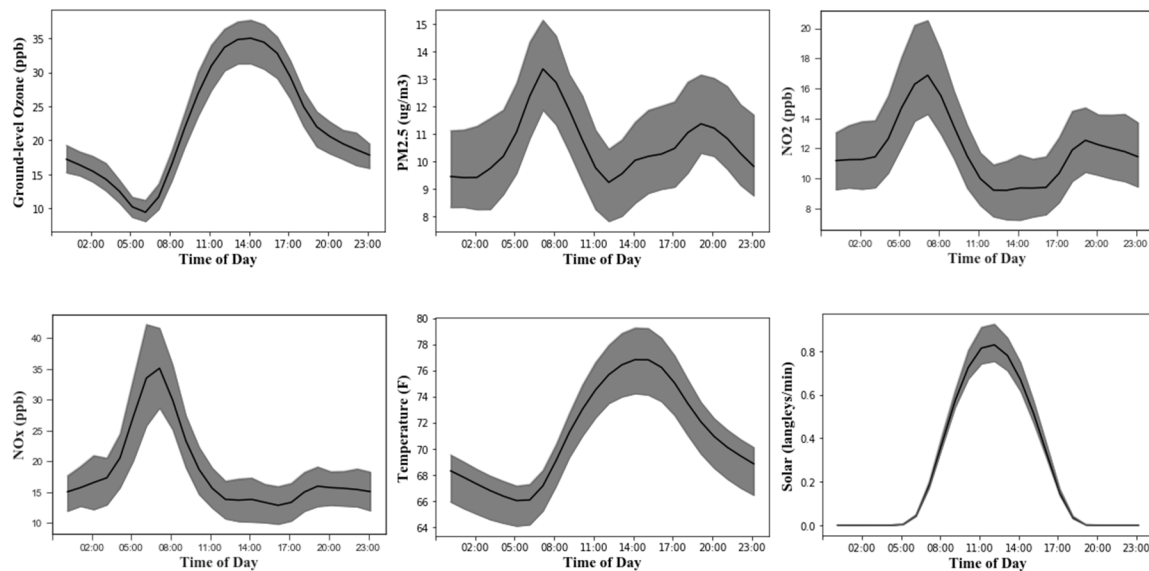 Ground-level Ozone (ppb)
35
30
25
20
15
10
02:00 05:00 08:00 11:00 14:00 17:00 20:00 23:00
Time of Day
PM2.5 (ug/m3)
15
14
13
12
11
10
9
8
02:00 05:00 08:00 11:00 14:00 17:00 20:00 23:00
Time of Day
NO2 (ppb)
20
18
16
14
12
10
8
6
02:00 05:00 08:00 11:00 14:00 17:00 20:00 23:00
Time of Day
NOx (ppb)
40
35
30
25
20
15
10
02:00 05:00 08:00 11:00 14:00 17:00 20:00 23:00
Time of Day
Temperature (F)
80
78
76
74
72
70
68
66
64
02:00 05:00 08:00 11:00 14:00 17:00 20:00 23:00
Time of Day
Solar (langleys/min)
0.8
0.6
0.4
0.2
0.0
02:00 05:00 08:00 11:00 14:00 17:00 20:00 23:00
Time of Day